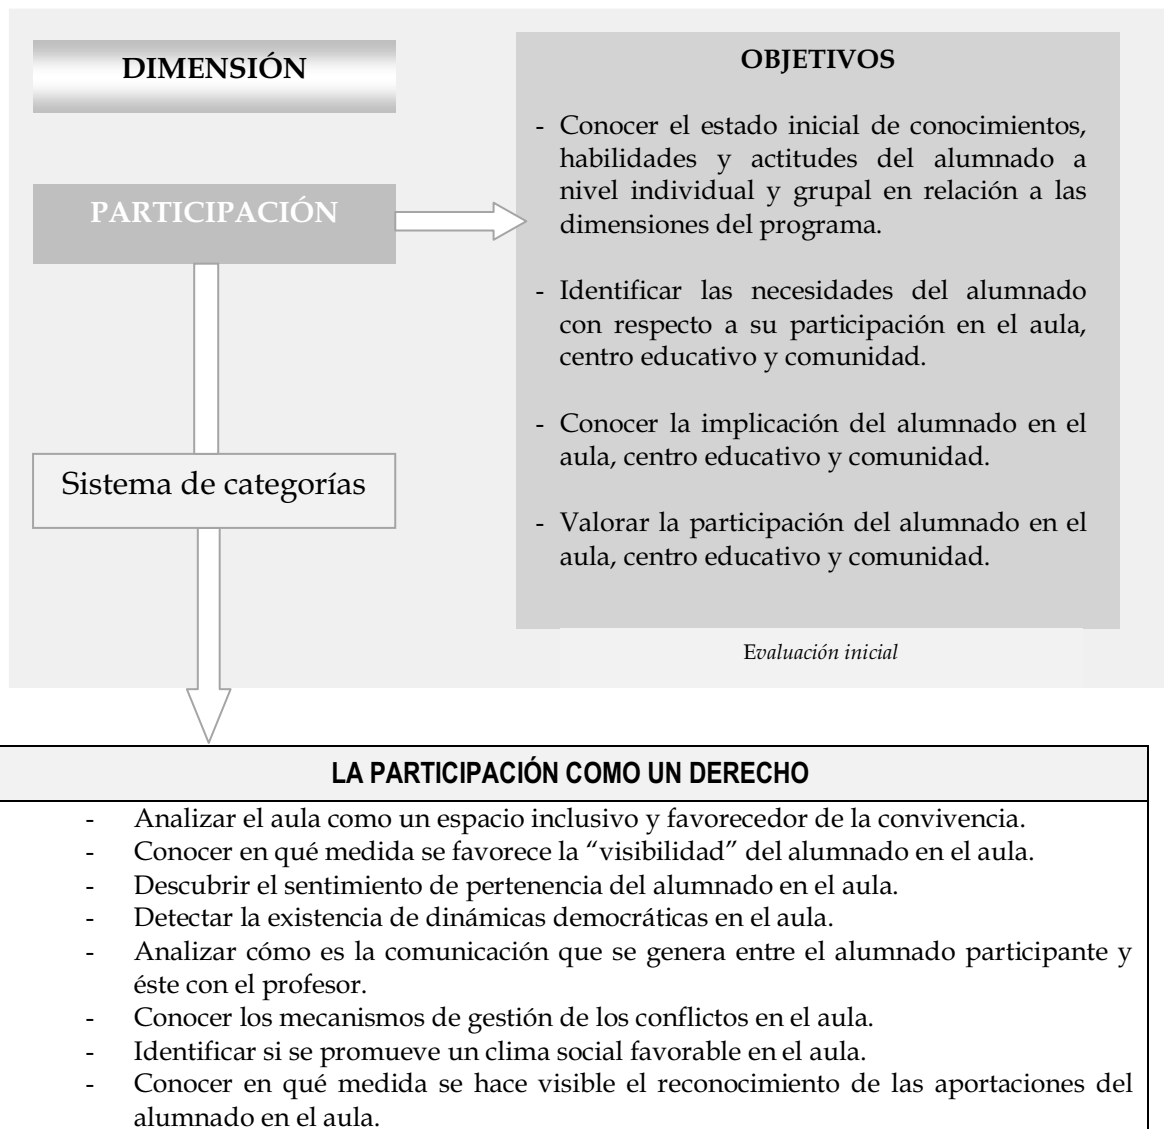 DIMENSIÓN
PARTICIPACIÓN
Sistema de categorías
OBJETIVOS
- Conocer el estado inicial de conocimientos,
habilidades y actitudes del alumnado a
nivel individual y grupal en relación a las
dimensiones del programa.
- Identificar las necesidades del alumnado
con respecto a su participación en el aula,
centro educativo y comunidad.
- Conocer la implicación del alumnado en el
aula, centro educativo y comunidad.
- Valorar la participación del alumnado en el
aula, centro educativo y comunidad.
Evaluación inicial
LA PARTICIPACIÓN COMO UN DERECHO
- Analizar el aula como un espacio inclusivo y favorecedor de la convivencia.
- Conocer en qué medida se favorece la “visibilidad” del alumnado en el aula.
- Descubrir el sentimiento de pertenencia del alumnado en el aula.
- Detectar la existencia de dinámicas democráticas en el aula.
- Analizar cómo es la comunicación que se genera entre el alumnado participante y
éste con el profesor.
- Conocer los mecanismos de gestión de los conflictos en el aula.
- Identificar si se promueve un clima social favorable en el aula.
- Conocer en qué medida se hace visible el reconocimiento de las aportaciones del
alumnado en el aula.